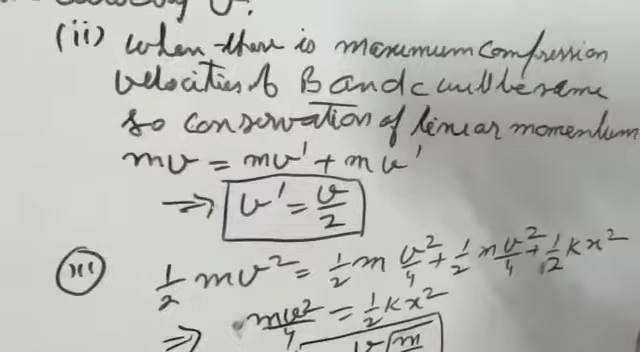 (ii) When there is maximum compression
velocities of B and C will be same
so conservation of linear momentum
mv = mv' + mv'
⇒ v' = v/2
(iii) 1/2 mv² = 1/2 m v²/4 + 1/2 m v²/4 + 1/2 kx²
mv²/4 = 1/2 kx²
⇒ v √m